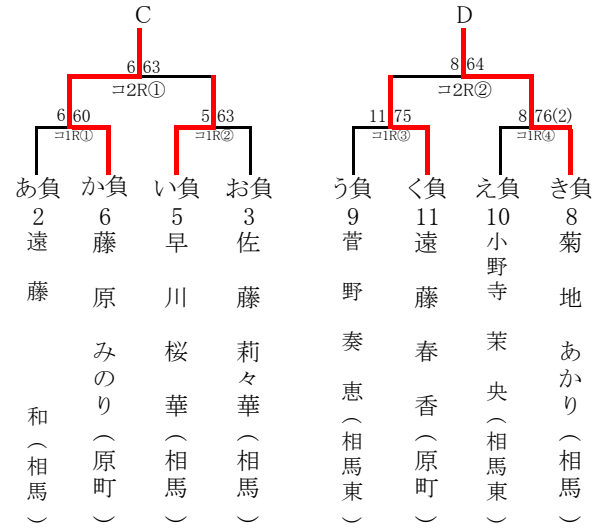 C
D
6 63
コ2R①
8 64
コ2R②
6 60
コ1R①
5 63
コ1R②
11 75
コ1R③
8 76(2)
コ1R④
あ負
か負
い負
お負
う負
く負
え負
き負
2
6
5
3
9
11
10
8
遠藤 和(相馬)
藤原 みのり(原町)
早川 桜華(相馬)
佐藤 莉々華(相馬)
菅野 奏恵(相馬東)
遠藤 春香(原町)
小野寺 茉央(相馬東)
菊地 あかり(相馬)